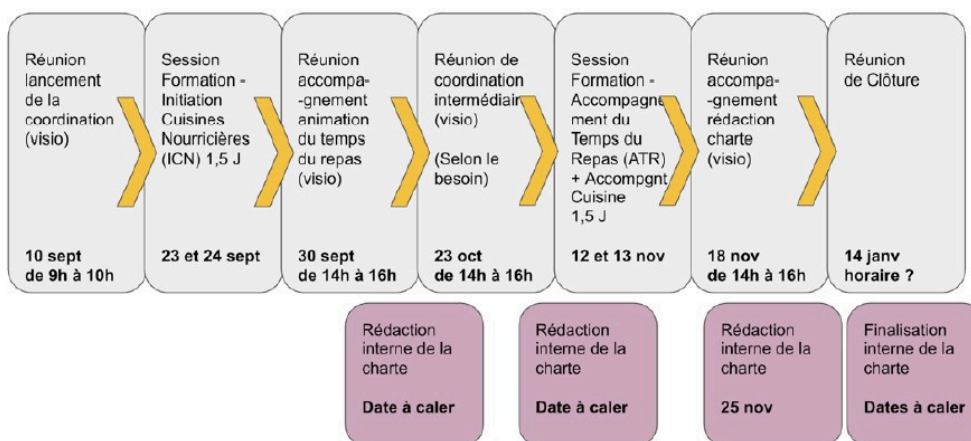 Réunion
lancement
de la
coordination
(visio)
10 sept
de 9h à 10h
Session
Formation -
Initiation
Cuisines
Nourricières
(ICN) 1,5 J
23 et 24 sept
Réunion
accompa-
-gnement
animation
du temps
du repas
(visio)
30 sept
de 14h à 16h
Réunion de
coordination
intermédiair
(visio)
(Selon le
besoin)
23 oct
de 14h à 16h
Session
Formation -
Accompagne
ment du
Temps du
Repas (ATR)
+ Accompgnt
Cuisine
1,5 J
12 et 13 nov
Réunion
accompa-
-gnement
rédaction
charte
(visio)
18 nov
de 14h à 16h
Réunion
de Clôture
14 janv
horaire ?
Rédaction
interne de la
charte
Date à caler
Rédaction
interne de la
charte
Date à caler
Rédaction
interne de la
charte
25 nov
Finalisation
interne de la
charte
Dates à caler